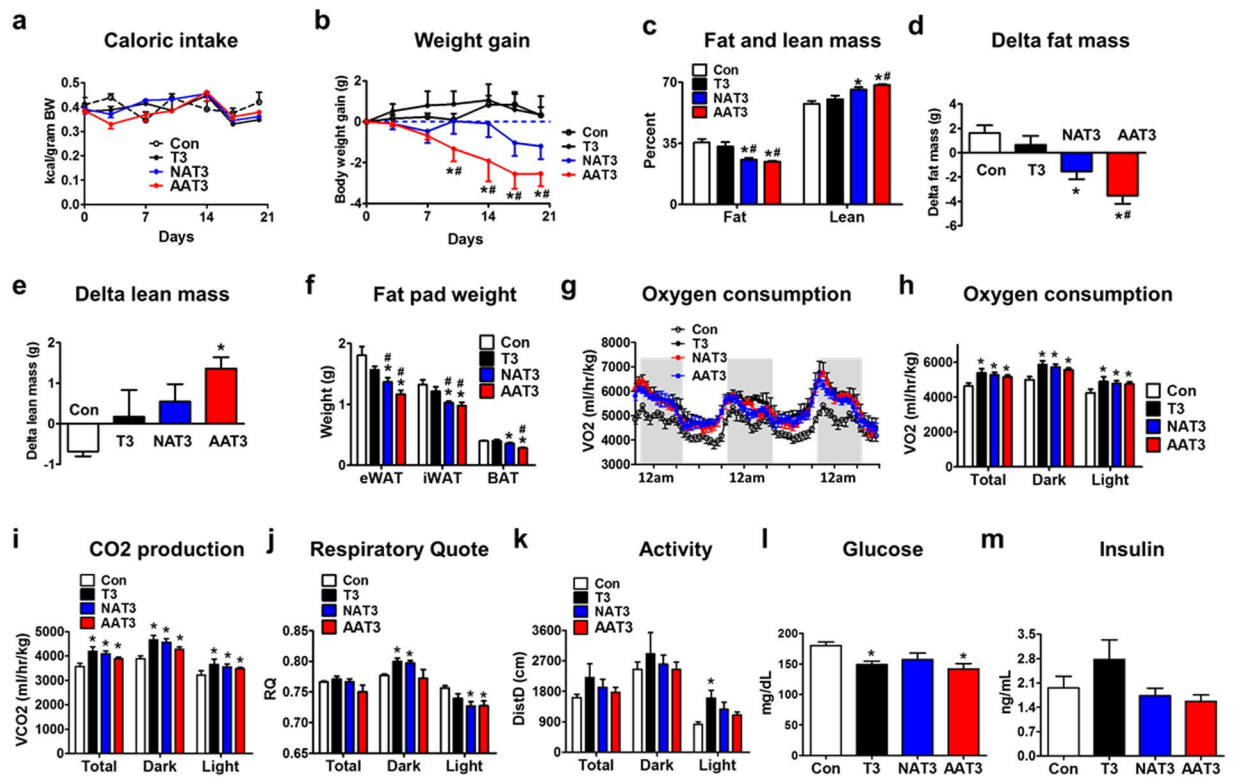 a
Caloric intake
kcal/gram BW
0.5
0.4
0.3
0.2
0.1
0.0
Con
T3
NAT3
AAT3
0 7 14 21
Days
b
Weight gain
Body weight gain (g)
4
2
0
-2
-4
*# *# *# *#
Con
T3
NAT3
AAT3
0 7 14 21
Days
c
Fat and lean mass
Con
T3
NAT3
AAT3
Percent
70
35
0
*# *# * *#
Fat Lean
d
Delta fat mass
Delta fat mass (g)
4
2
0
-2
-4
-6
Con T3 NAT3 AAT3
* *#
e
Delta lean mass
Delta lean mass (g)
2
1
0
-1
Con
T3 NAT3 AAT3
*
f
Fat pad weight
Con
T3
NAT3
AAT3
Weight (g)
2
1
0
# # # # #
* * * * * *
eWAT iWAT BAT
g
Oxygen consumption
Con
T3
NAT3
AAT3
VO2 (ml/hr/kg)
8000
7000
6000
5000
4000
3000
12am 12am 12am
h
Oxygen consumption
VO2 (ml/hr/kg)
6000
4000
2000
0
* * * * * * * * *
Con
T3
NAT3
AAT3
Total Dark Light
i
CO2 production
Con
T3
NAT3
AAT3
VCO2 (ml/hr/kg)
5000
4000
3000
2000
1000
0
* * * * * * * * *
Total Dark Light
j
Respiratory Quote
Con
T3
NAT3
AAT3
RQ
0.85
0.80
0.75
0.70
0.65
* * * *
Total Dark Light
k
Activity
Con
T3
NAT3
AAT3
DistD (cm)
3600
2700
1800
900
0
*
Total Dark Light
l
Glucose
mg/dL
200
150
100
50
0
* *
Con T3 NAT3 AAT3
m
Insulin
ng/mL
3.5
2.6
1.8
0.9
0.0
Con T3 NAT3 AAT3